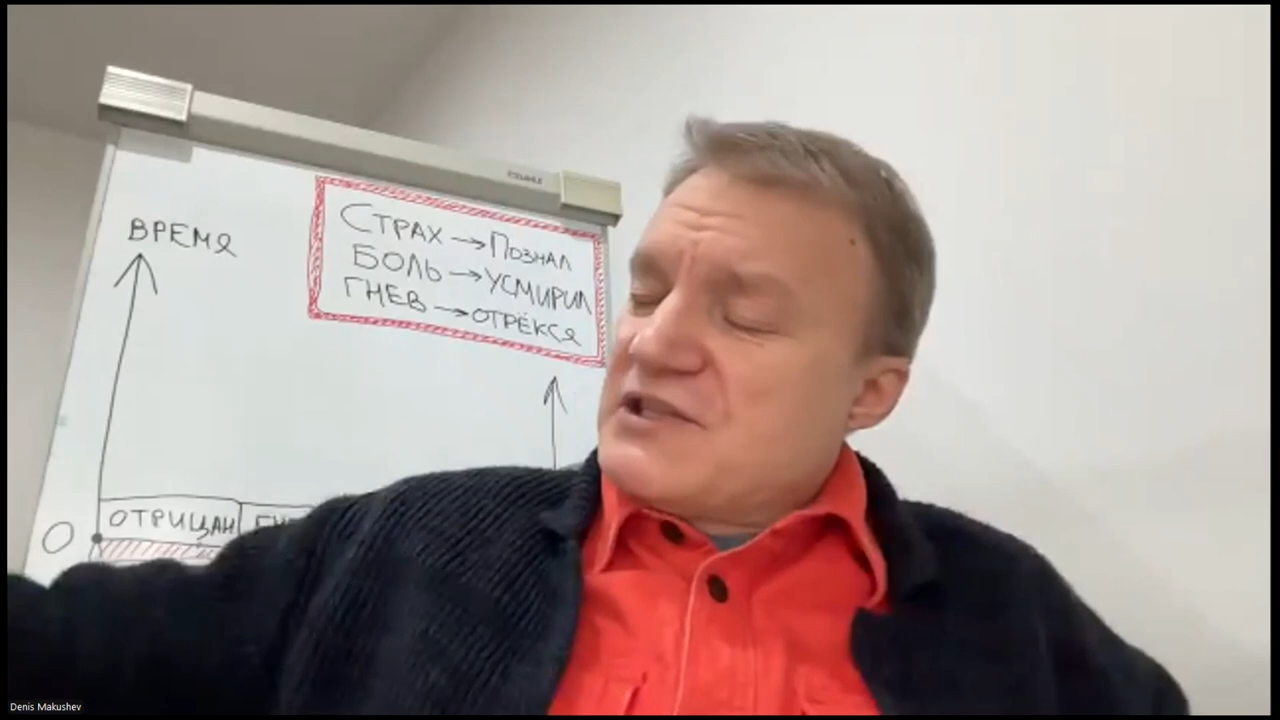 ВРЕМЯ
СТРАХ → ПОЗНАЛ
БОЛЬ → УСМИРИЛ
ГНЕВ → ОТРЁКСЯ
ОТРИЦАН
0
Denis Makushev